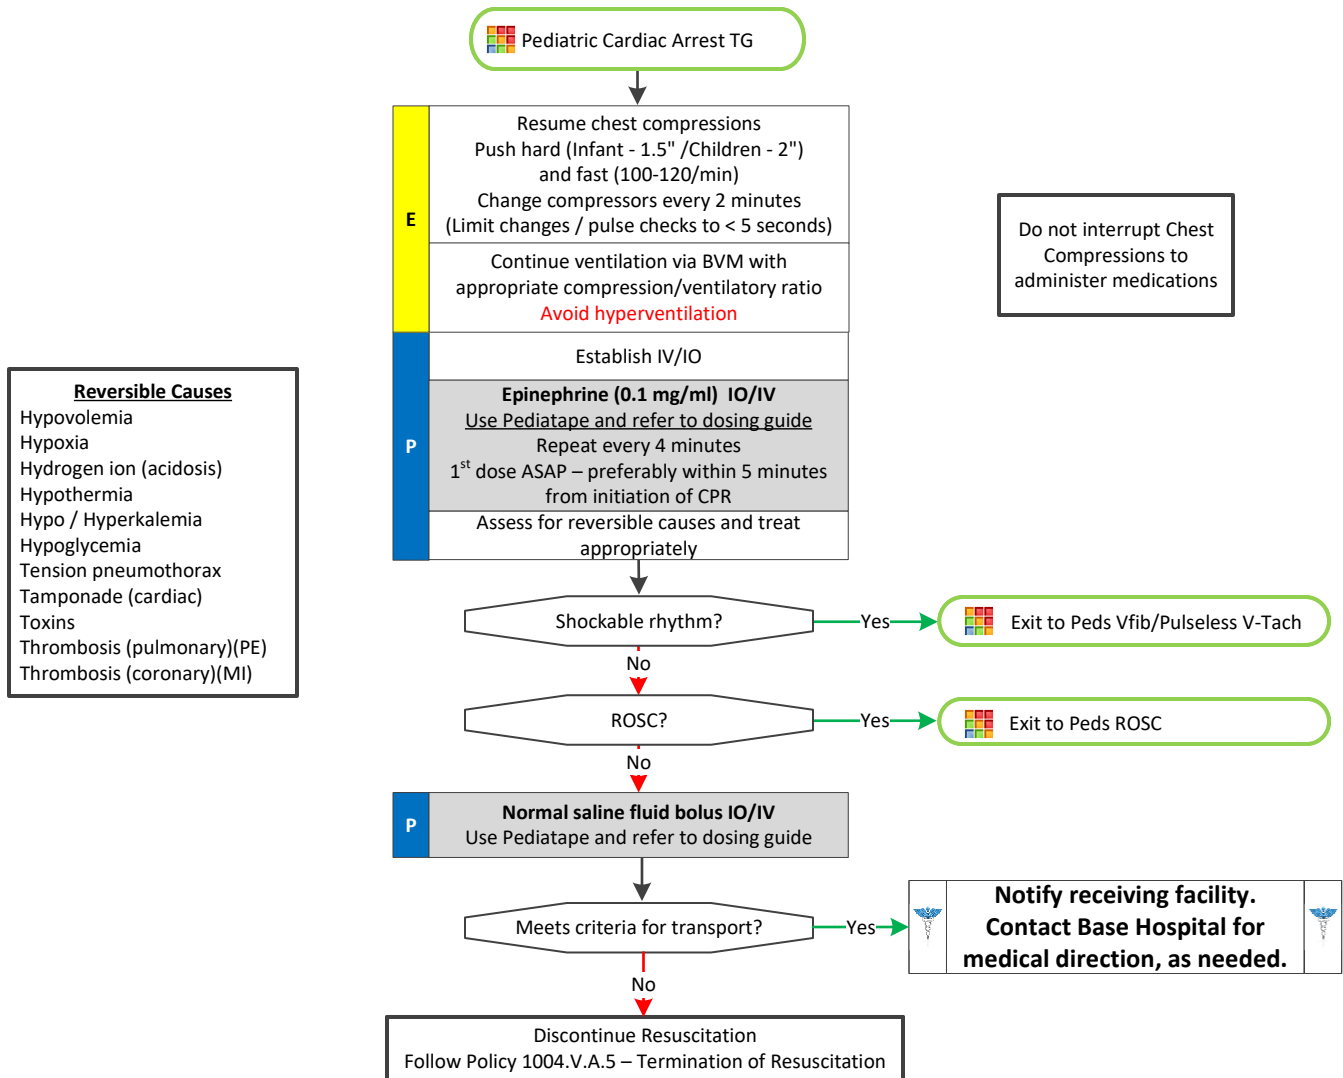 Pediatric Cardiac Arrest TG
E
Resume chest compressions
Push hard (Infant - 1.5" /Children - 2")
and fast (100-120/min)
Change compressors every 2 minutes
(Limit changes / pulse checks to < 5 seconds)
Continue ventilation via BVM with
appropriate compression/ventilatory ratio
Avoid hyperventilation
Do not interrupt Chest
Compressions to
administer medications
P
Establish IV/IO
Epinephrine (0.1 mg/ml) IO/IV
Use Pediatape and refer to dosing guide
Repeat every 4 minutes
1st dose ASAP – preferably within 5 minutes
from initiation of CPR
Assess for reversible causes and treat
appropriately
Reversible Causes
Hypovolemia
Hypoxia
Hydrogen ion (acidosis)
Hypothermia
Hypo / Hyperkalemia
Hypoglycemia
Tension pneumothorax
Tamponade (cardiac)
Toxins
Thrombosis (pulmonary)(PE)
Thrombosis (coronary)(MI)
Shockable rhythm?
Yes
Exit to Peds Vfib/Pulseless V-Tach
No
ROSC?
Yes
Exit to Peds ROSC
No
P
Normal saline fluid bolus IO/IV
Use Pediatape and refer to dosing guide
Meets criteria for transport?
Yes
Notify receiving facility.
Contact Base Hospital for
medical direction, as needed.
No
Discontinue Resuscitation
Follow Policy 1004.V.A.5 – Termination of Resuscitation